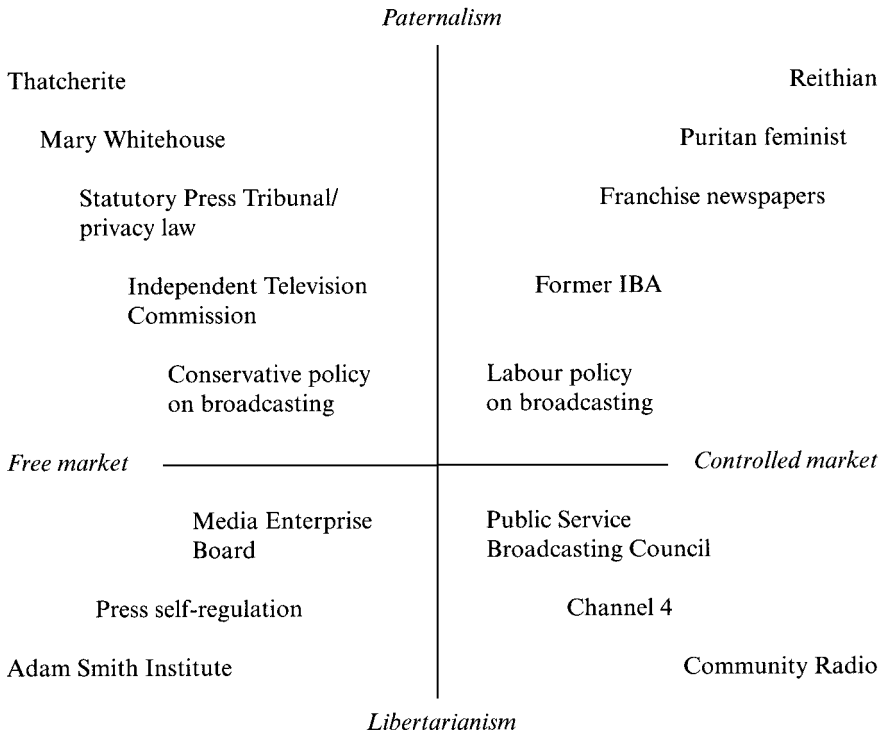 Paternalism
Thatcherite
Reithian
Mary Whitehouse
Puritan feminist
Statutory Press Tribunal/
privacy law
Franchise newspapers
Independent Television
Commission
Former IBA
Conservative policy
on broadcasting
Labour policy
on broadcasting
Free market
Controlled market
Media Enterprise
Board
Public Service
Broadcasting Council
Press self-regulation
Channel 4
Adam Smith Institute
Community Radio
Libertarianism